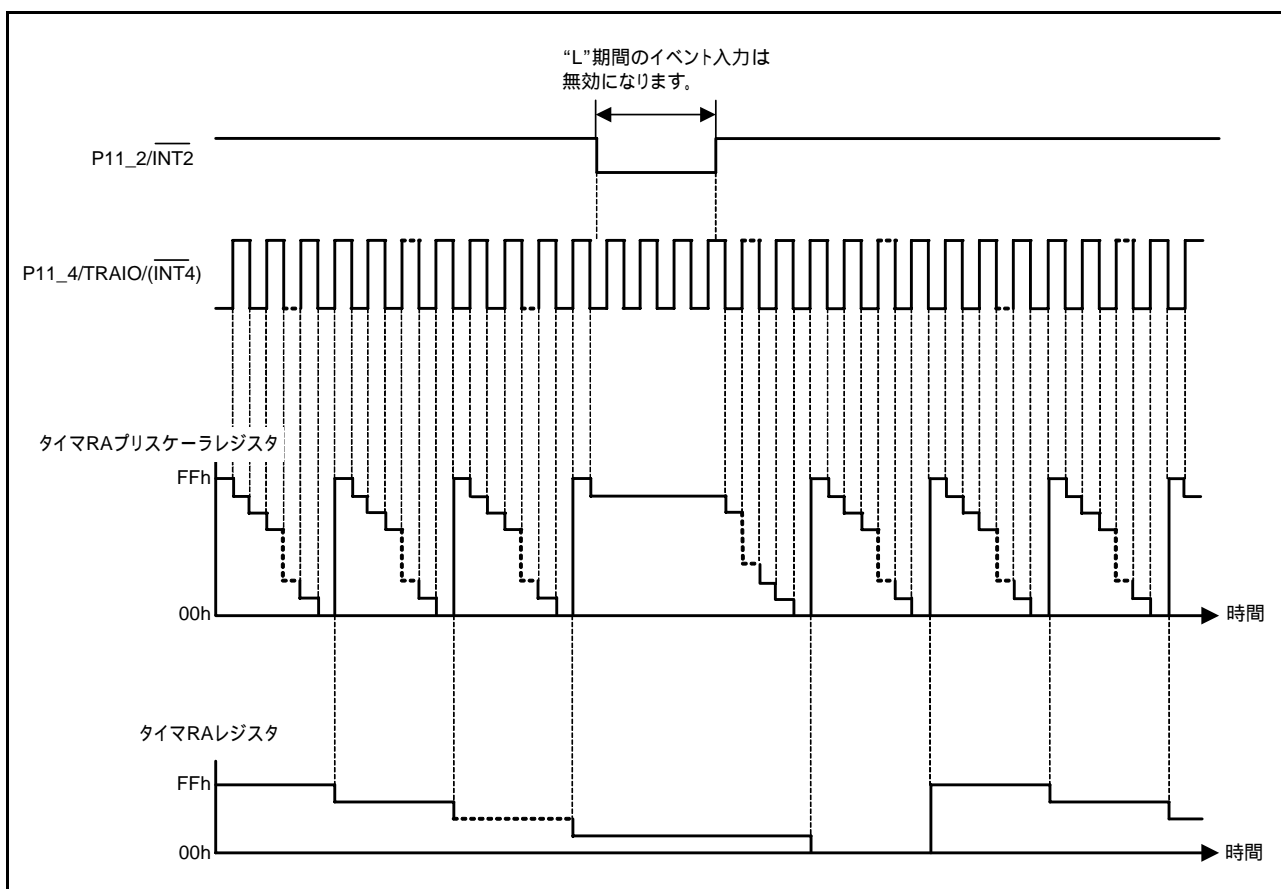 “L”期間のイベント入力は
無効になります。
P11_2/INT2
P11_4/TRAIO/(INT4)
タイマRAプリスケーラレジスタ
FFh
00h
時間
タイマRAレジスタ
FFh
00h
時間